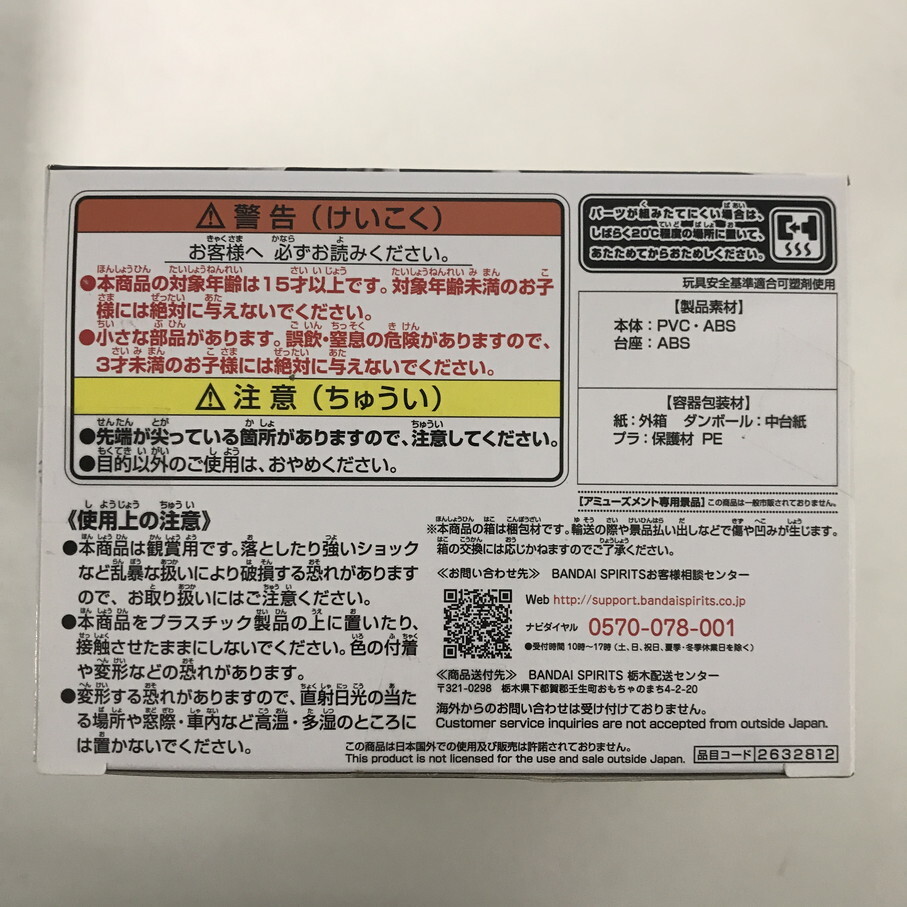 ⚠警告（けいこく）
お客様へ 必ずお読みください。
●本商品の対象年齢は15才以上です。対象年齢未満のお子
様には絶対に与えないでください。
●小さな部品があります。誤飲・窒息の危険がありますので、
3才未満のお子様には絶対に与えないでください。
⚠注意（ちゅうい）
●先端が尖っている箇所がありますので、注意してください。
●目的以外のご使用は、おやめください。
《使用上の注意》
●本商品は観賞用です。落としたり強いショック
など乱暴な扱いにより破損する恐れがあります
ので、お取り扱いにはご注意ください。
●本商品をプラスチック製品の上に置いたり、
接触させたままにしないでください。色の付着
や変形などの恐れがあります。
●変形する恐れがありますので、直射日光の当た
る場所や窓際・車内など高温・多湿のところに
は置かないでください。
パーツが組みたてにくい場合は、
しばらく20℃程度の場所に置いて、
あたためてからおためしください。
玩具安全基準適合可塑剤使用
【製品素材】
本体：PVC・ABS
台座：ABS
【容器包装材】
紙：外箱 ダンボール：中台紙
プラ：保護材 PE
【アミューズメント専用景品】この商品は一般市販されておりません。
※本商品の箱は梱包材です。輸送の際や景品払い出しなどで傷や凹みが生じます。
箱の交換には応じかねますのでご了承ください。
≪お問い合わせ先≫ BANDAI SPIRITSお客様相談センター
Web http://support.bandaispirits.co.jp
ナビダイヤル 0570-078-001
●受付時間 10時～17時（土、日、祝日、夏季・冬季休業日を除く）
≪商品送付先≫ BANDAI SPIRITS 栃木配送センター
〒321-0298 栃木県下都賀郡壬生町おもちゃのまち4-2-20
海外からのお問い合わせは受け付けておりません。
Customer service inquiries are not accepted from outside Japan.
この商品は日本国外での使用及び販売は許諾されておりません。
This product is not licensed for the use and sale outside Japan.
品目コード 2632812